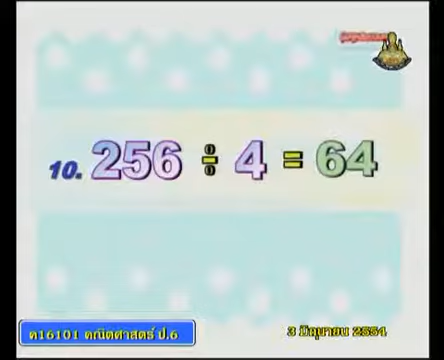 10. 256 ÷ 4 = 64
ค16101 คณิตศาสตร์ ป.6
3 มิถุนายน 2554